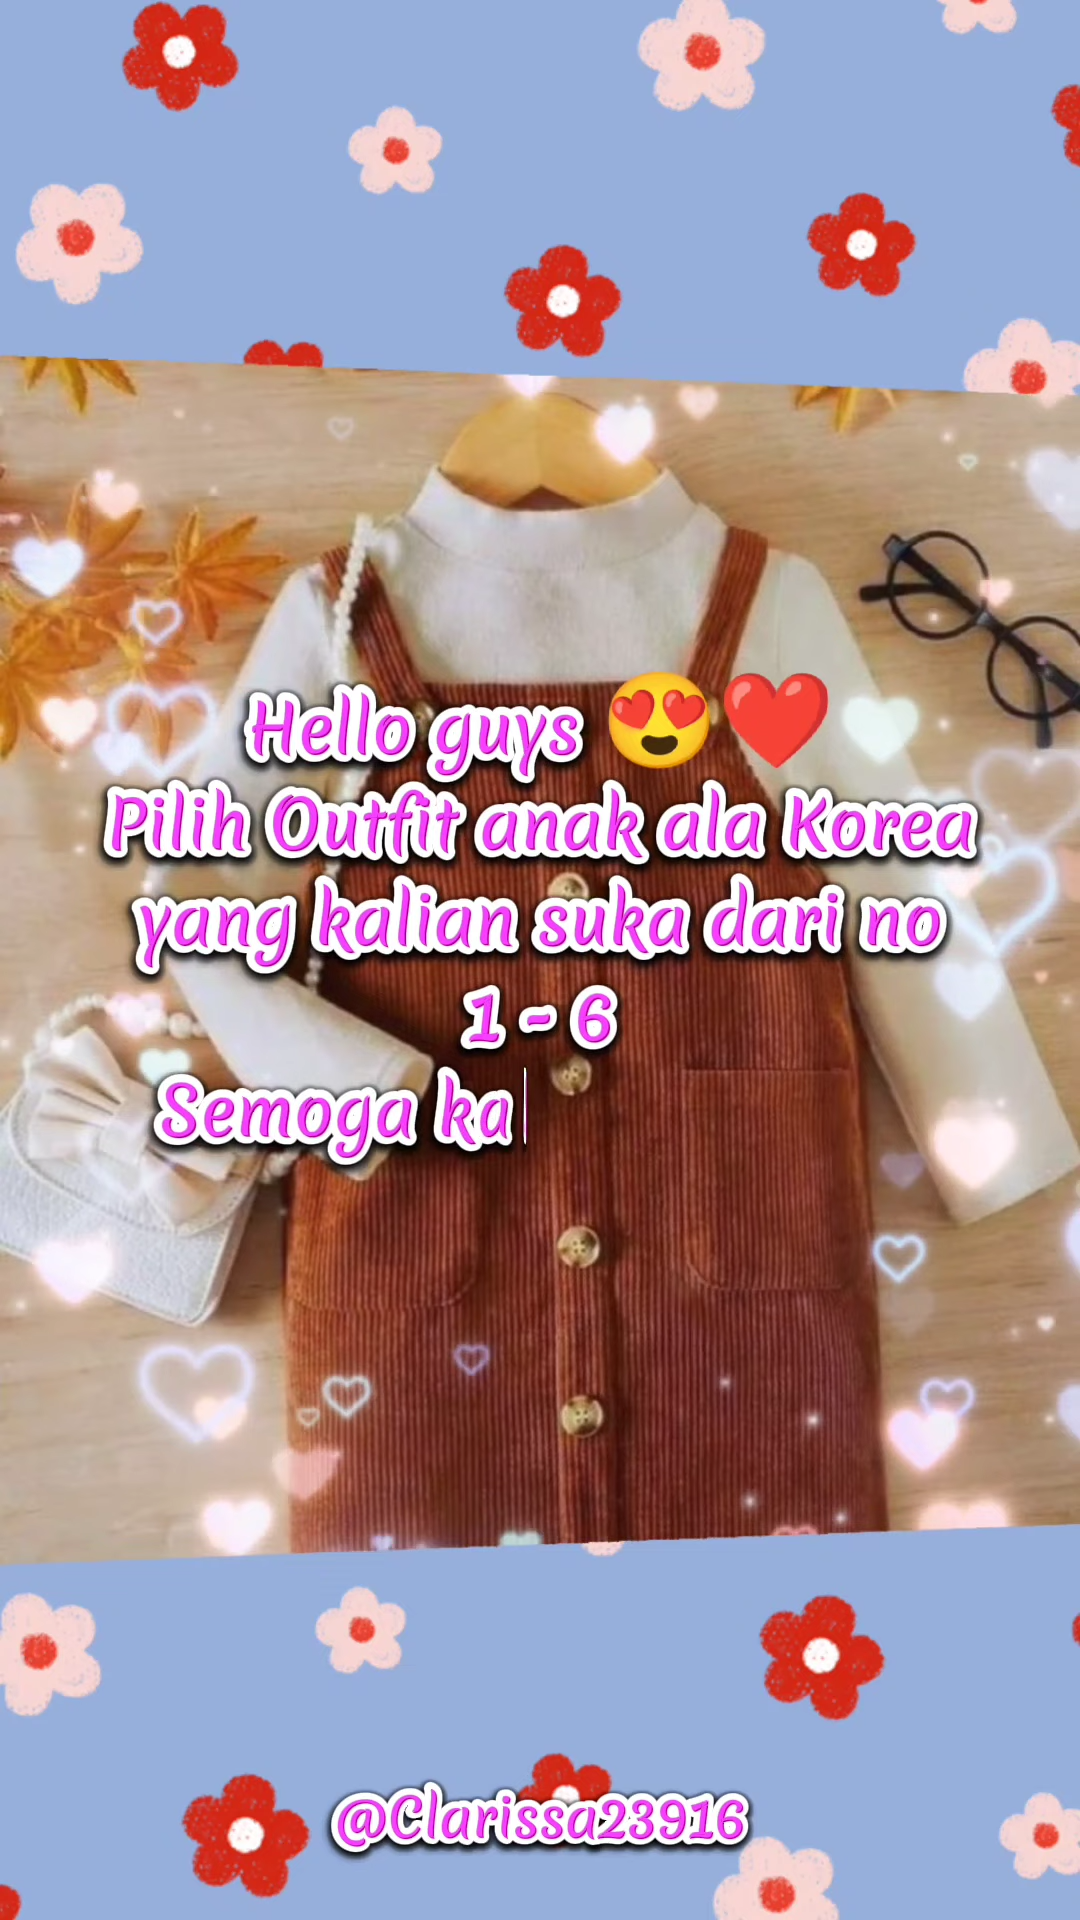 Hello guys 😍❤️
Pilih Outfit anak ala Korea
yang kalian suka dari no
1 - 6
Semoga ka
@Clarissa23916